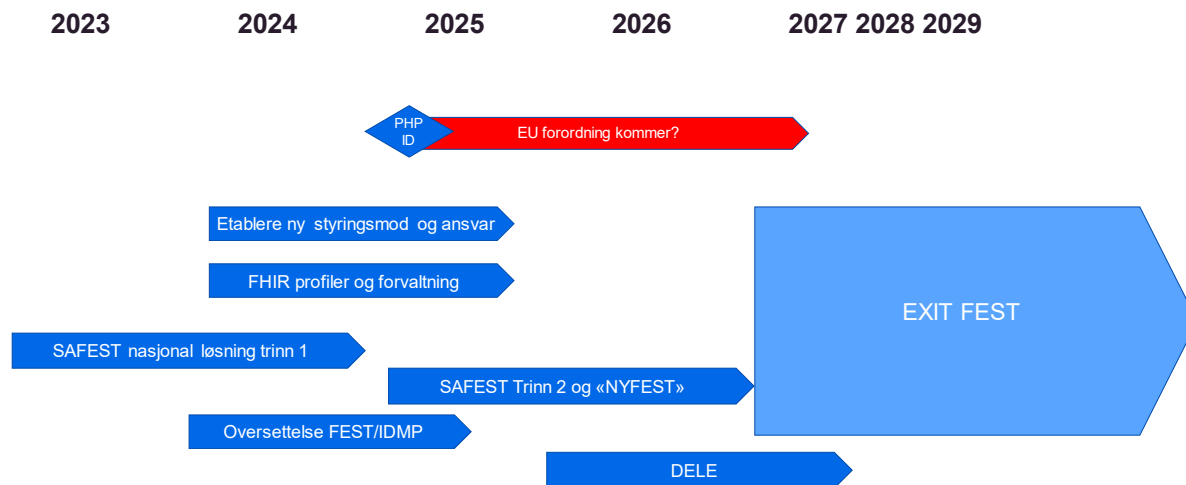 2023 2024 2025 2026 2027 2028 2029
PHP
ID
EU forordning kommer?
Etablere ny styringsmod og ansvar
FHIR profiler og forvaltning
EXIT FEST
SAFEST nasjonal løsning trinn 1
SAFEST Trinn 2 og «NYFEST»
Oversettelse FEST/IDMP
DELE